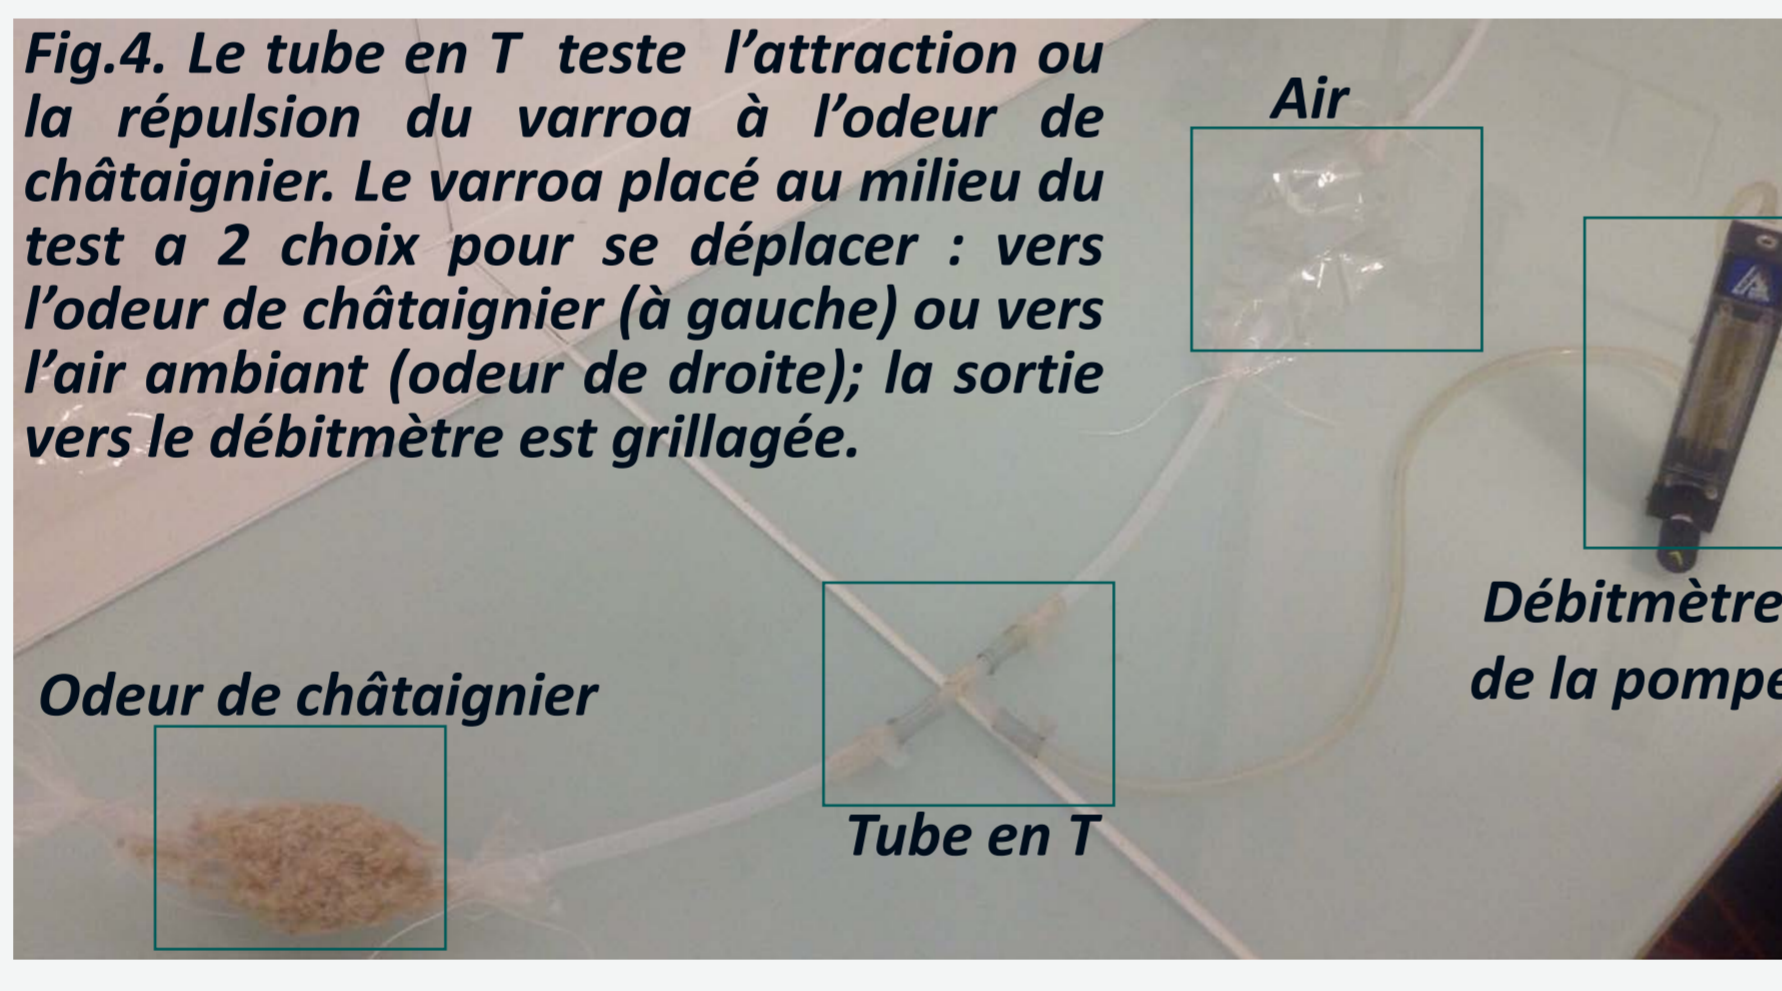 Fig.4. Le tube en T teste l’attraction ou
la répulsion du varroa à l’odeur de
châtaignier. Le varroa placé au milieu du
test a 2 choix pour se déplacer : vers
l’odeur de châtaignier (à gauche) ou vers
l’air ambiant (odeur de droite); la sortie
vers le débitmètre est grillagée.
Air
Débitmètre
de la pompe
Odeur de châtaignier
Tube en T